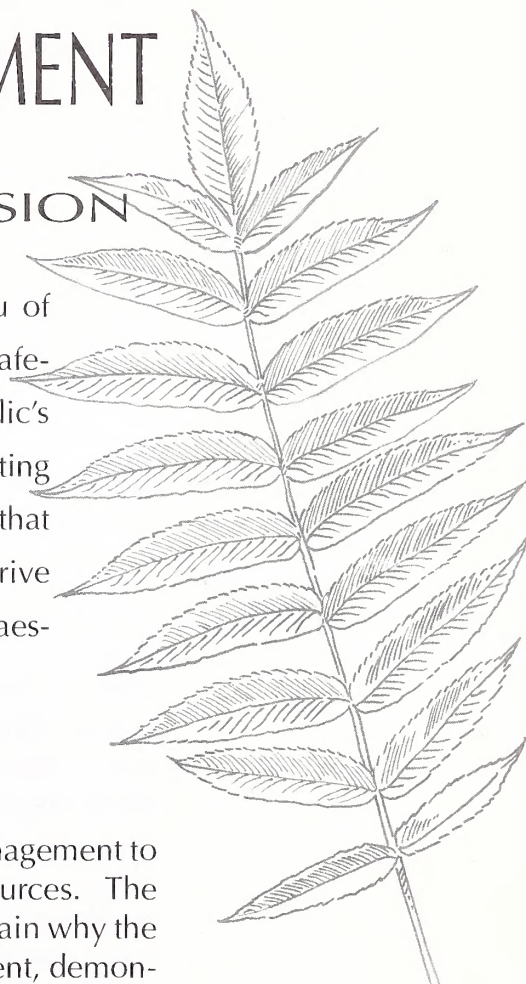 MENT
SION
u of
afe-
lic's
ting
that
rive
aes-
nagement to
urces. The
ain why the
ent, demon-